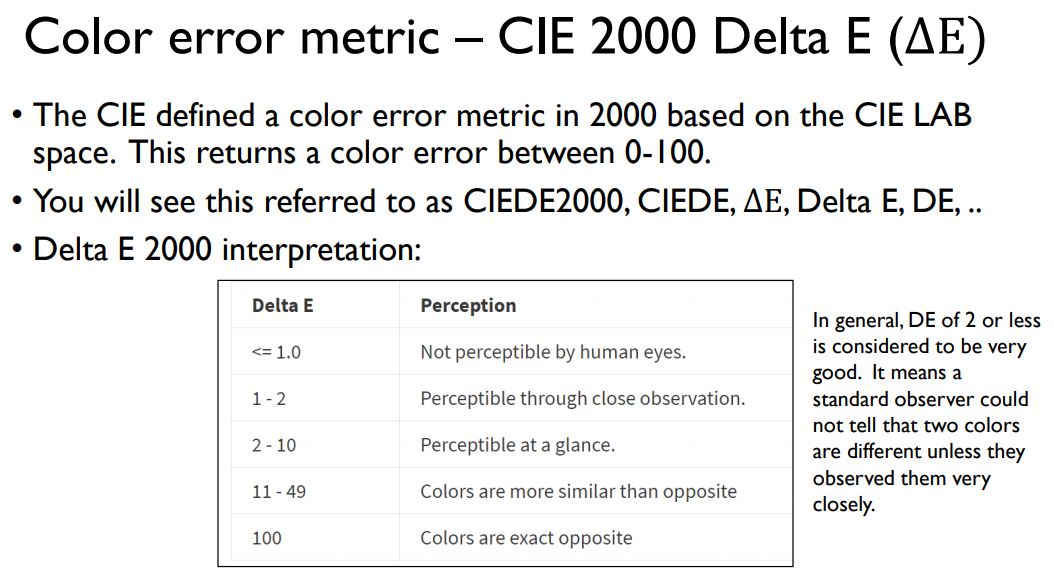 Color error metric – CIE 2000 Delta E (ΔE)
• The CIE defined a color error metric in 2000 based on the CIE LAB
space. This returns a color error between 0-100.
• You will see this referred to as CIEDE2000, CIEDE, ΔE, Delta E, DE, ..
• Delta E 2000 interpretation:
Delta E Perception
<= 1.0 Not perceptible by human eyes.
1 - 2 Perceptible through close observation.
2 - 10 Perceptible at a glance.
11 - 49 Colors are more similar than opposite
100 Colors are exact opposite
In general, DE of 2 or less
is considered to be very
good. It means a
standard observer could
not tell that two colors
are different unless they
observed them very
closely.